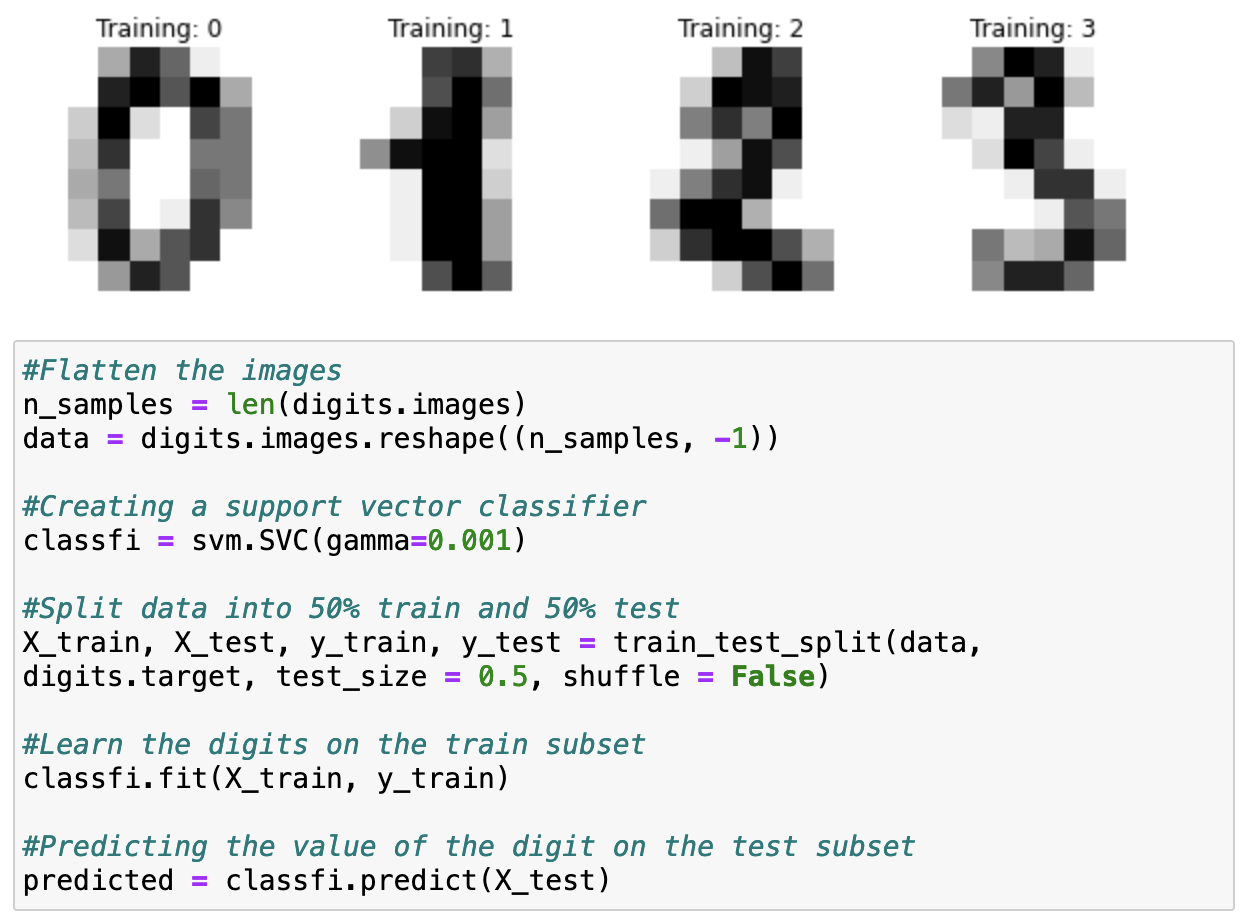 Training: 0 Training: 1 Training: 2 Training: 3
#Flatten the images
n_samples = len(digits.images)
data = digits.images.reshape((n_samples, -1))
#Creating a support vector classifier
classfi = svm.SVC(gamma=0.001)
#Split data into 50% train and 50% test
X_train, X_test, y_train, y_test = train_test_split(data,
digits.target, test_size = 0.5, shuffle = False)
#Learn the digits on the train subset
classfi.fit(X_train, y_train)
#Predicting the value of the digit on the test subset
predicted = classfi.predict(X_test)